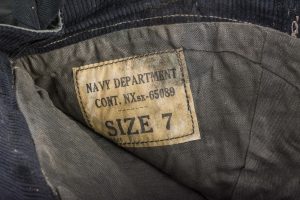 NAVY DEPARTMENT
CONT. NXsx-65089
SIZE 7